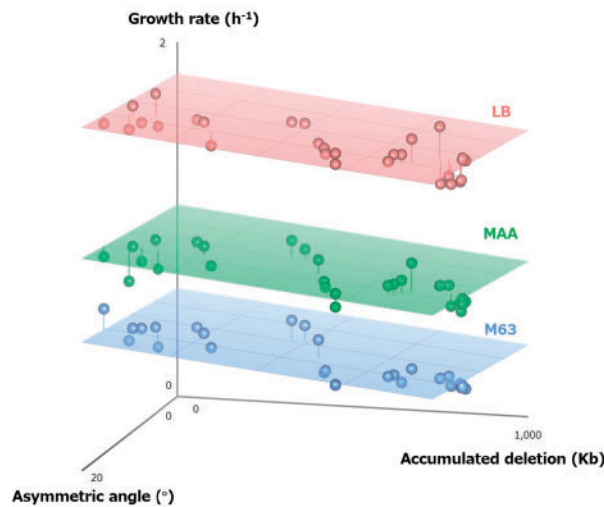 Growth rate (h⁻¹)
2
LB
MAA
M63
0
0
0
1,000
Accumulated deletion (Kb)
20
Asymmetric angle (°)